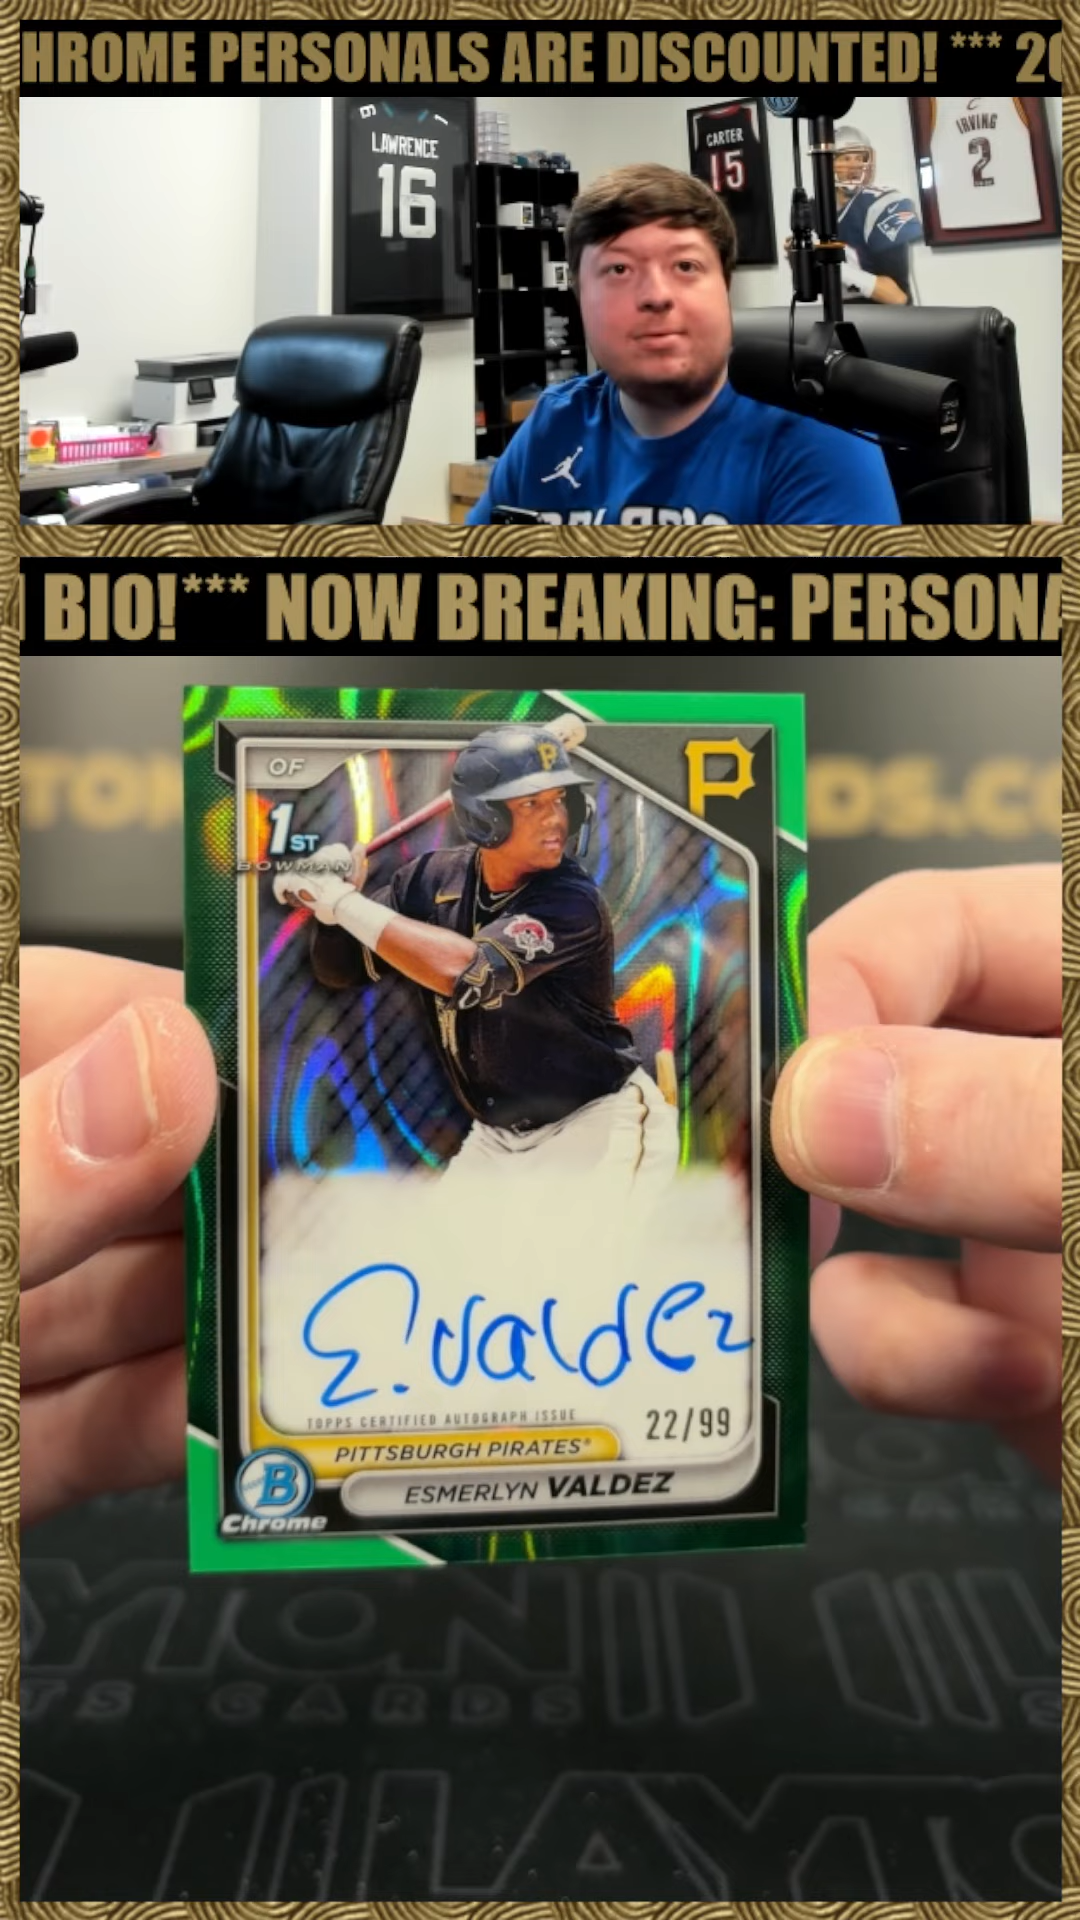 HROME PERSONALS ARE DISCOUNTED! *** 20
LAWRENCE
16
CARTER
15
IRVING
2
BIO!*** NOW BREAKING: PERSONA
OF
P
1ST
BOWMAN
P
E. Valdez
TOPPS CERTIFIED AUTOGRAPH ISSUE
22/99
PITTSBURGH PIRATES
ESMERLYN VALDEZ
B
Chrome